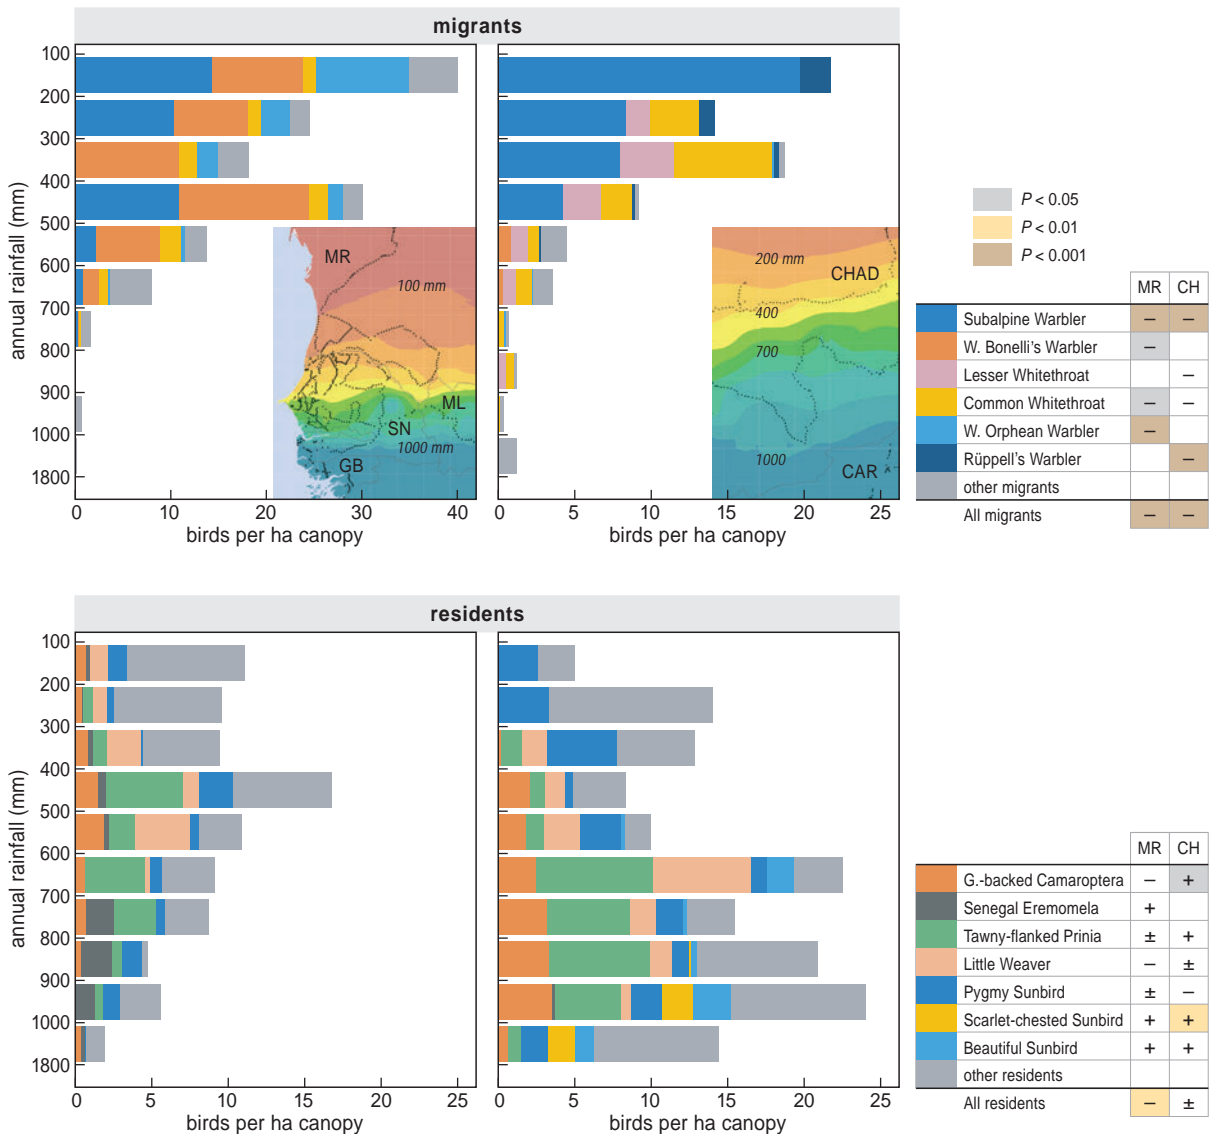 migrants
annual rainfall (mm)
100
200
300
400
500
600
700
800
900
1000
1800
0
10
20
30
40
birds per ha canopy
MR
100 mm
ML
SN
1000 mm
GB
0
5
10
15
20
25
birds per ha canopy
200 mm
CHAD
400
700
1000
CAR
P < 0.05
P < 0.01
P < 0.001
MR CH
Subalpine Warbler – –
W. Bonelli's Warbler –
Lesser Whitethroat –
Common Whitethroat – –
W. Orphean Warbler –
Rüppell's Warbler –
other migrants
All migrants – –
residents
annual rainfall (mm)
100
200
300
400
500
600
700
800
900
1000
1800
0
5
10
15
20
25
birds per ha canopy
0
5
10
15
20
25
birds per ha canopy
MR CH
G.-backed Camaroptera – +
Senegal Eremomela +
Tawny-flanked Prinia ± +
Little Weaver – ±
Pygmy Sunbird ± –
Scarlet-chested Sunbird + +
Beautiful Sunbird + +
other residents
All residents – ±